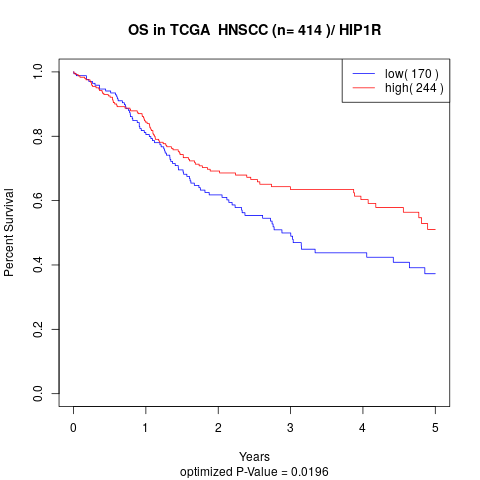 OS in TCGA  HNSCC (n= 414 )/ HIP1R
low( 170 )
high( 244 )
Percent Survival
1.0
0.8
0.6
0.4
0.2
0.0
0 1 2 3 4 5
Years
optimized P-Value = 0.0196